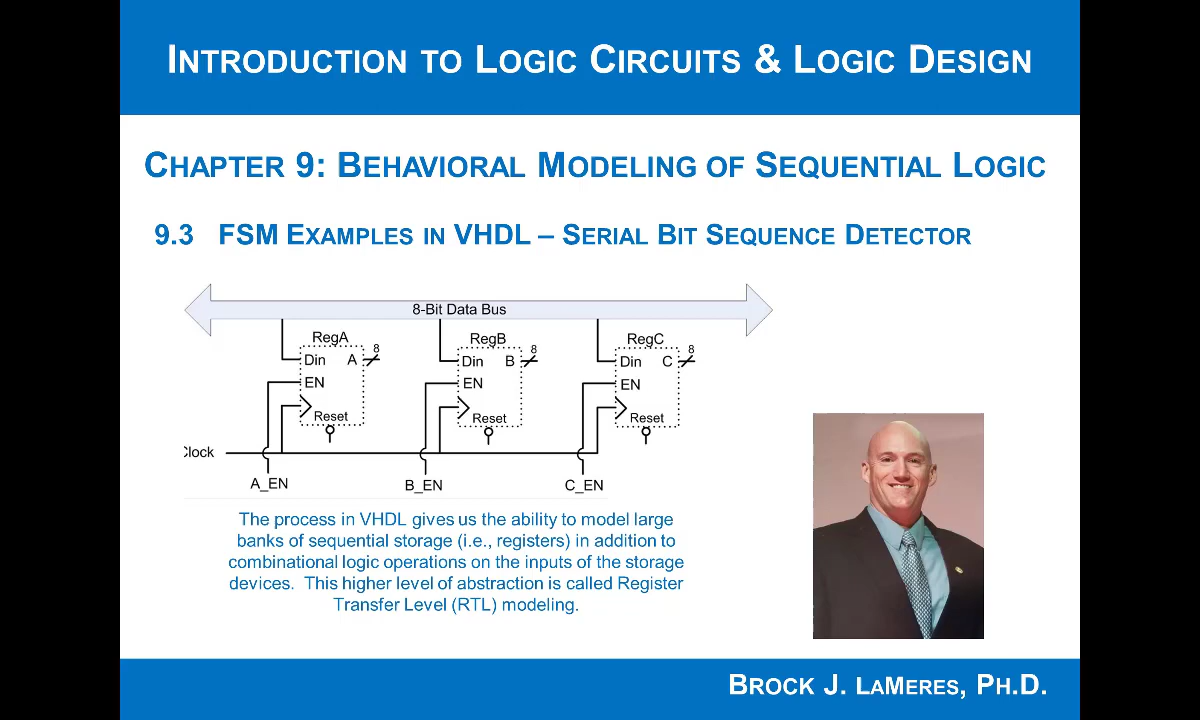 INTRODUCTION TO LOGIC CIRCUITS & LOGIC DESIGN
CHAPTER 9: BEHAVIORAL MODELING OF SEQUENTIAL LOGIC
9.3 FSM EXAMPLES IN VHDL – SERIAL BIT SEQUENCE DETECTOR
8-Bit Data Bus
RegA RegB RegC
Din A 8 Din B 8 Din C 8
EN EN EN
Reset Reset Reset
Clock
A_EN B_EN C_EN
The process in VHDL gives us the ability to model large
banks of sequential storage (i.e., registers) in addition to
combinational logic operations on the inputs of the storage
devices. This higher level of abstraction is called Register
Transfer Level (RTL) modeling.
BROCK J. LAMERES, PH.D.